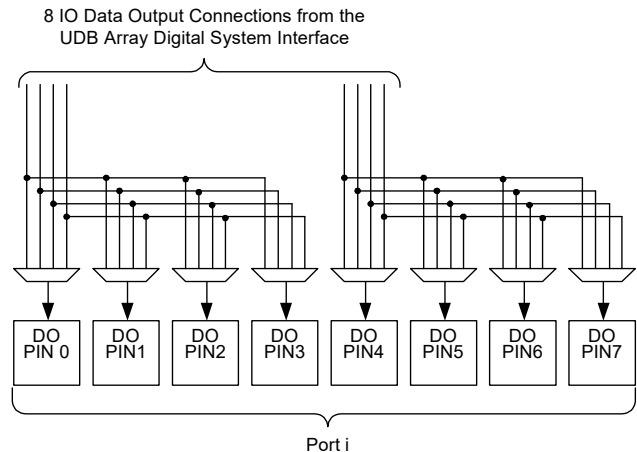 8 IO Data Output Connections from the
UDB Array Digital System Interface
DO
PIN 0
DO
PIN1
DO
PIN2
DO
PIN3
DO
PIN4
DO
PIN5
DO
PIN6
DO
PIN7
Port i